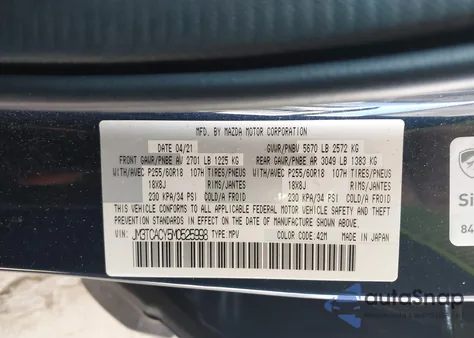 MFD. BY MAZDA MOTOR CORPORATION
DATE 04/21 GVWR/PNBV 5670 LB 2572 KG
FRONT GAWR/PNBE AV 2701 LB 1225 KG REAR GAWR/PNBE AR 3049 LB 1383 KG
WITH/AVEC P255/60R18 107H TIRES/PNEUS WITH/AVEC P255/60R18 107H TIRES/PNEUS
18X8J RIMS/JANTES 18X8J RIMS/JANTES
230 KPA/34 PSI COLD/A FROID 230 KPA/34 PSI COLD/A FROID
THIS VEHICLE CONFORMS TO ALL APPLICABLE FEDERAL MOTOR VEHICLE SAFETY AND
THEFT PREVENTION STANDARDS IN EFFECT ON THE DATE OF MANUFACTURE SHOWN ABOVE.
VIN: JM3TCACY5M0525998 TYPE:MPV COLOR CODE:42M MADE IN JAPAN
Si
84
autoSnap